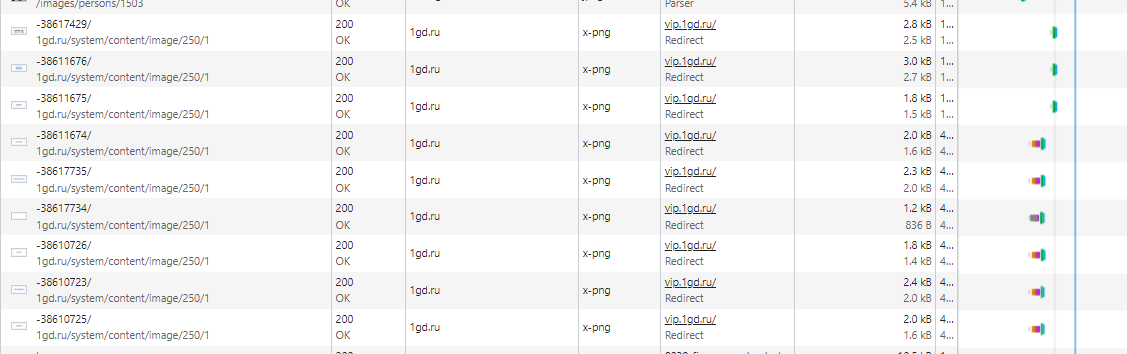 /images/persons/1503 OK Parser 5.4 kB 1...
-38617429/ 200 vip.1gd.ru/ 2.8 kB 1...
1gd.ru x-png
1gd.ru/system/content/image/250/1 OK Redirect 2.5 kB
-38611676/ 200 vip.1gd.ru/ 3.0 kB 1...
1gd.ru x-png
1gd.ru/system/content/image/250/1 OK Redirect 2.7 kB
-38611675/ 200 vip.1gd.ru/ 1.8 kB 1...
1gd.ru x-png
1gd.ru/system/content/image/250/1 OK Redirect 1.5 kB
-38611674/ 200 vip.1gd.ru/ 2.0 kB 4...
1gd.ru x-png
1gd.ru/system/content/image/250/1 OK Redirect 1.6 kB 4...
-38617735/ 200 vip.1gd.ru/ 2.3 kB 4...
1gd.ru x-png
1gd.ru/system/content/image/250/1 OK Redirect 2.0 kB 4...
-38617734/ 200 vip.1gd.ru/ 1.2 kB 4...
1gd.ru x-png
1gd.ru/system/content/image/250/1 OK Redirect 836 B 4...
-38610726/ 200 vip.1gd.ru/ 1.8 kB 4...
1gd.ru x-png
1gd.ru/system/content/image/250/1 OK Redirect 1.4 kB 4...
-38610723/ 200 vip.1gd.ru/ 2.4 kB 4...
1gd.ru x-png
1gd.ru/system/content/image/250/1 OK Redirect 2.0 kB 4...
-38610725/ 200 vip.1gd.ru/ 2.0 kB 4...
1gd.ru x-png
1gd.ru/system/content/image/250/1 OK Redirect 1.6 kB 4...